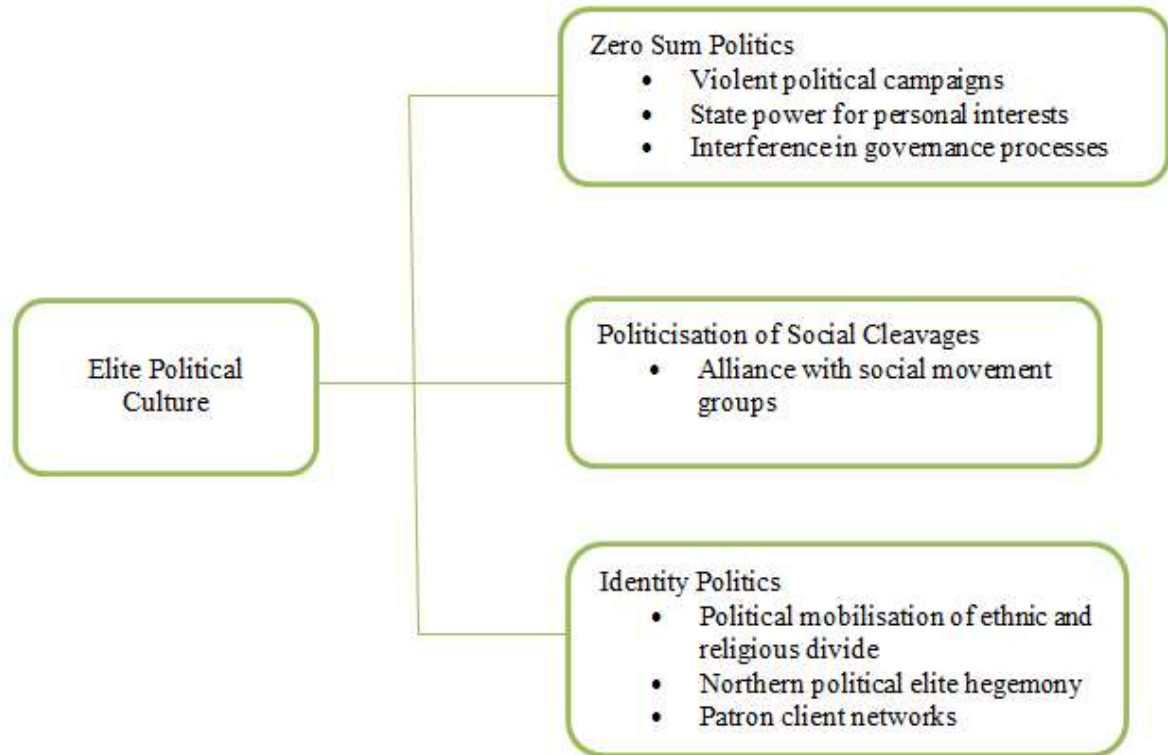 Zero Sum Politics
• Violent political campaigns
• State power for personal interests
• Interference in governance processes
Elite Political
Culture
Politicisation of Social Cleavages
• Alliance with social movement
groups
Identity Politics
• Political mobilisation of ethnic and
religious divide
• Northern political elite hegemony
• Patron client networks